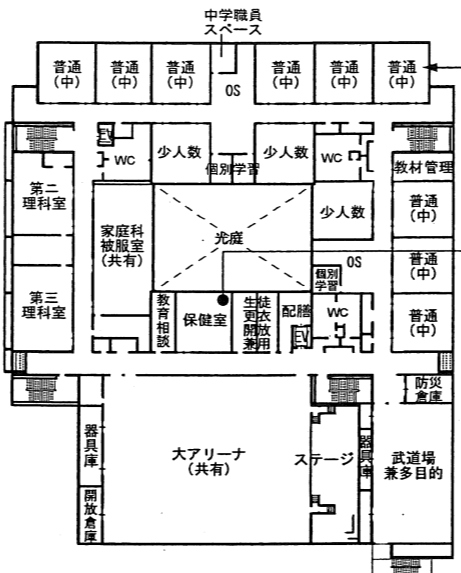 中学職員
スペース
普通
(中)
普通
(中)
普通
(中)
普通
(中)
普通
(中)
普通
(中)
OS
WC
少人数
個別学習
少人数
WC
教材管理
第二
理科室
家庭科
被服室
(共有)
光庭
少人数
普通
(中)
OS
個別
学習
普通
(中)
第三
理科室
教育相談
保健室
生徒
更衣
開放
兼用
配膳
WC
普通
(中)
防災
倉庫
器具庫
大アリーナ
(共有)
ステージ
器具庫
武道場
兼多目的
開放倉庫